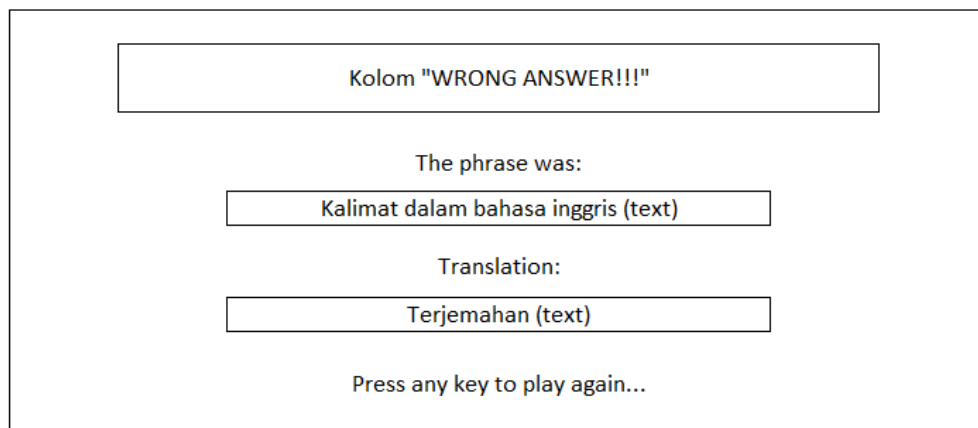 Kolom "WRONG ANSWER!!!"
The phrase was:
Kalimat dalam bahasa inggris (text)
Translation:
Terjemahan (text)
Press any key to play again...